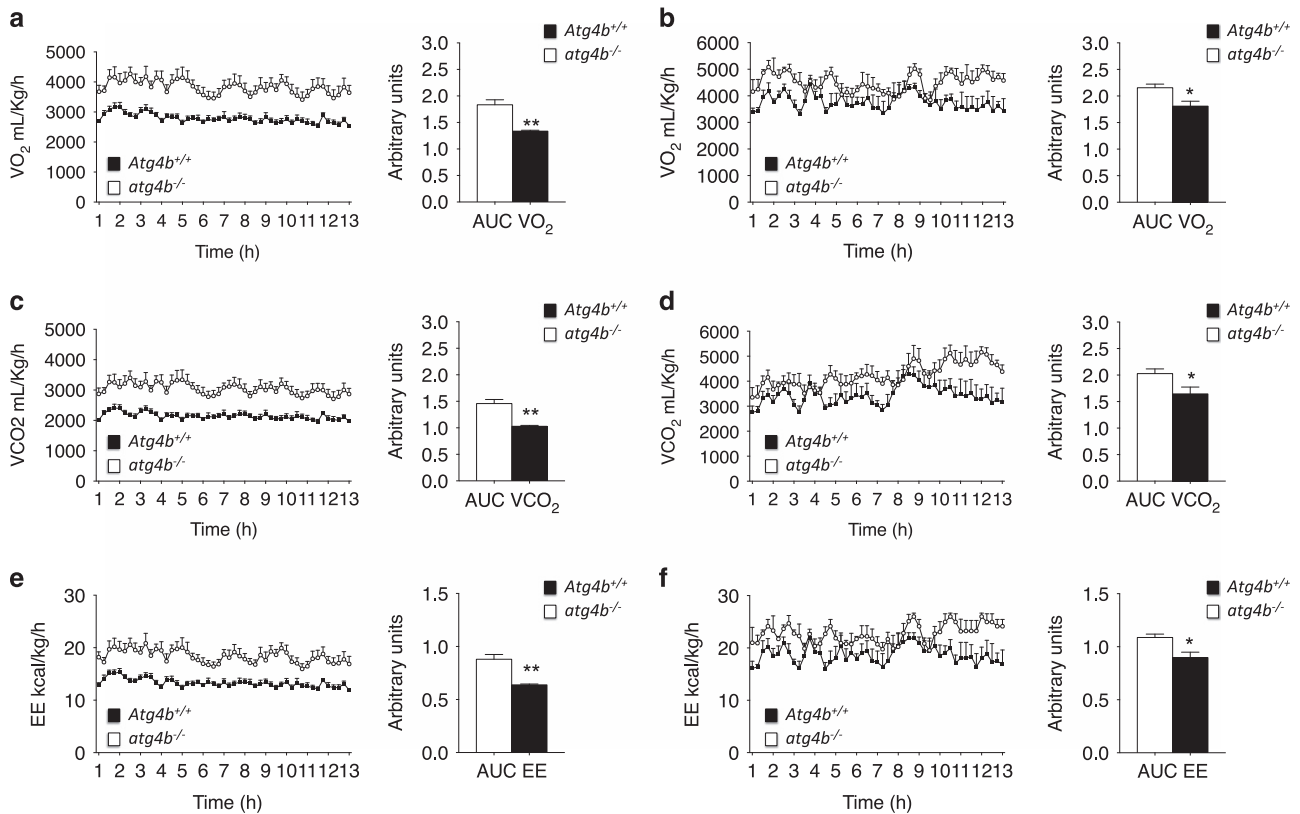 a
VO2 mL/Kg/h
5000
4000
3000
2000
1000
0
Atg4b+/+
atg4b-/-
1 2 3 4 5 6 7 8 9 10 11 12 13
Time (h)
Atg4b+/+
atg4b-/-
Arbitrary units
3.0
2.5
2.0
1.5
1.0
0.5
0.0
**
AUC VO2
b
VO2 mL/Kg/h
6000
5000
4000
3000
2000
1000
0
Atg4b+/+
atg4b-/-
1 2 3 4 5 6 7 8 9 10 11 12 13
Time (h)
Atg4b+/+
atg4b-/-
Arbitrary units
3.0
2.5
2.0
1.5
1.0
0.5
0.0
*
AUC VO2
c
VCO2 mL/Kg/h
5000
4000
3000
2000
1000
0
Atg4b+/+
atg4b-/-
1 2 3 4 5 6 7 8 9 10 11 12 13
Time (h)
Atg4b+/+
atg4b-/-
Arbitrary units
3.0
2.5
2.0
1.5
1.0
0.5
0.0
**
AUC VCO2
d
VCO2 mL/Kg/h
6000
5000
4000
3000
2000
1000
0
Atg4b+/+
atg4b-/-
1 2 3 4 5 6 7 8 9 10 11 12 13
Time (h)
Atg4b+/+
atg4b-/-
Arbitrary units
3.0
2.5
2.0
1.5
1.0
0.5
0.0
*
AUC VCO2
e
EE kcal/kg/h
30
20
10
0
Atg4b+/+
atg4b-/-
1 2 3 4 5 6 7 8 9 10 11 12 13
Time (h)
Atg4b+/+
atg4b-/-
Arbitrary units
1.5
1.0
0.5
0.0
**
AUC EE
f
EE kcal/kg/h
30
20
10
0
Atg4b+/+
atg4b-/-
1 2 3 4 5 6 7 8 9 10 11 12 13
Time (h)
Atg4b+/+
atg4b-/-
Arbitrary units
1.5
1.0
0.5
0.0
*
AUC EE